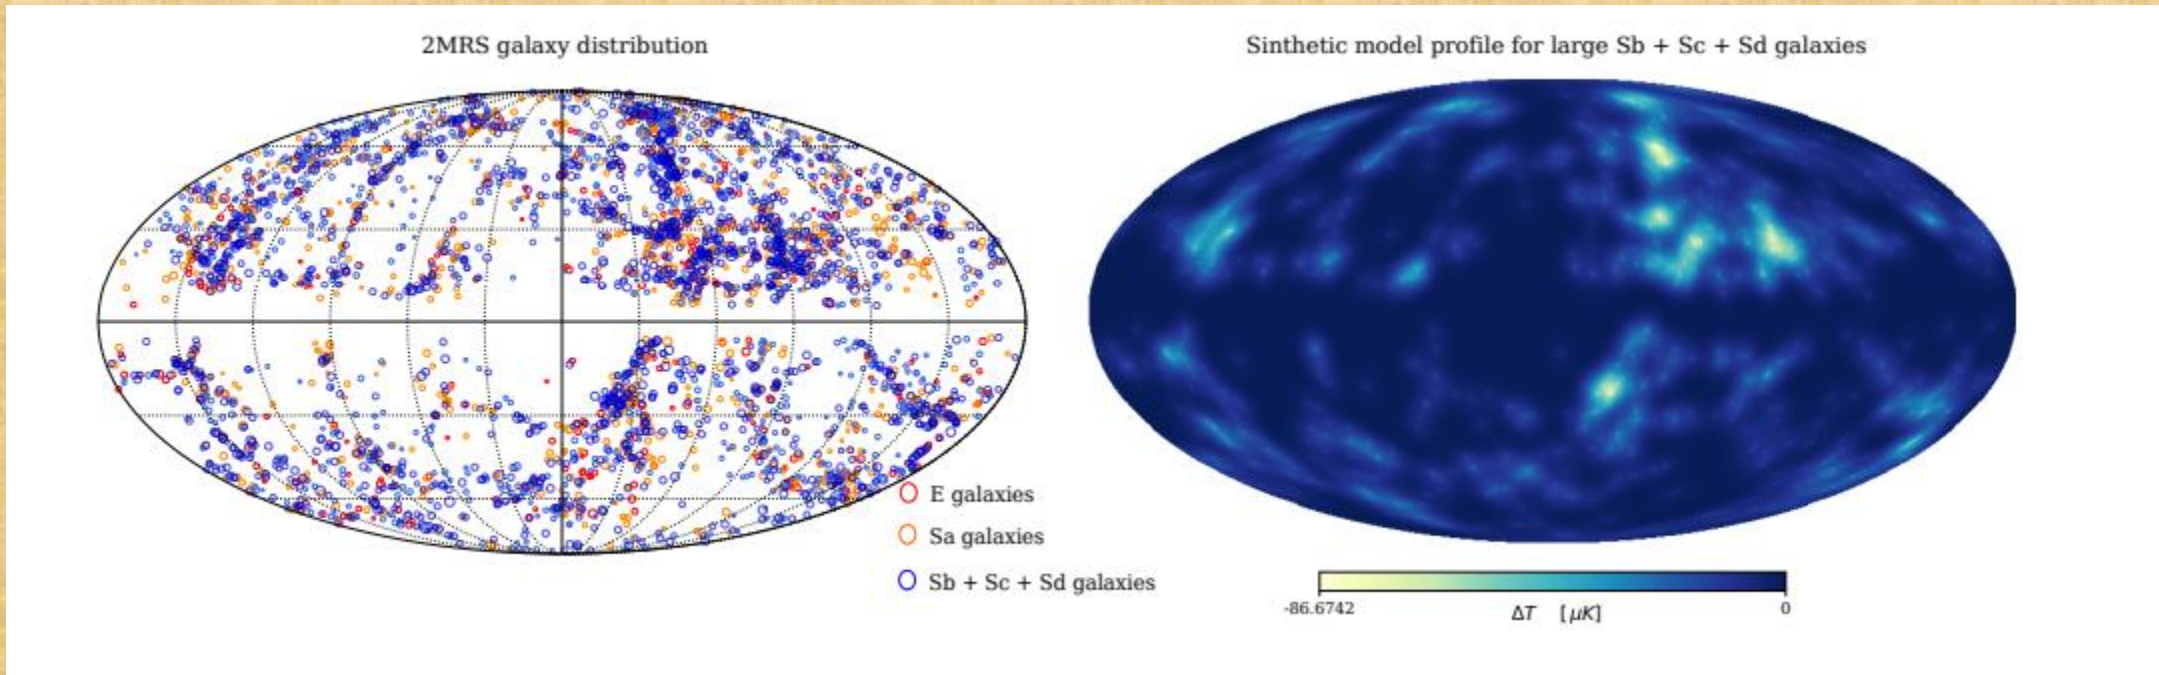 2MRS galaxy distribution
Sinthetic model profile for large Sb + Sc + Sd galaxies
E galaxies
Sa galaxies
Sb + Sc + Sd galaxies
-86.6742
0
ΔT [μK]